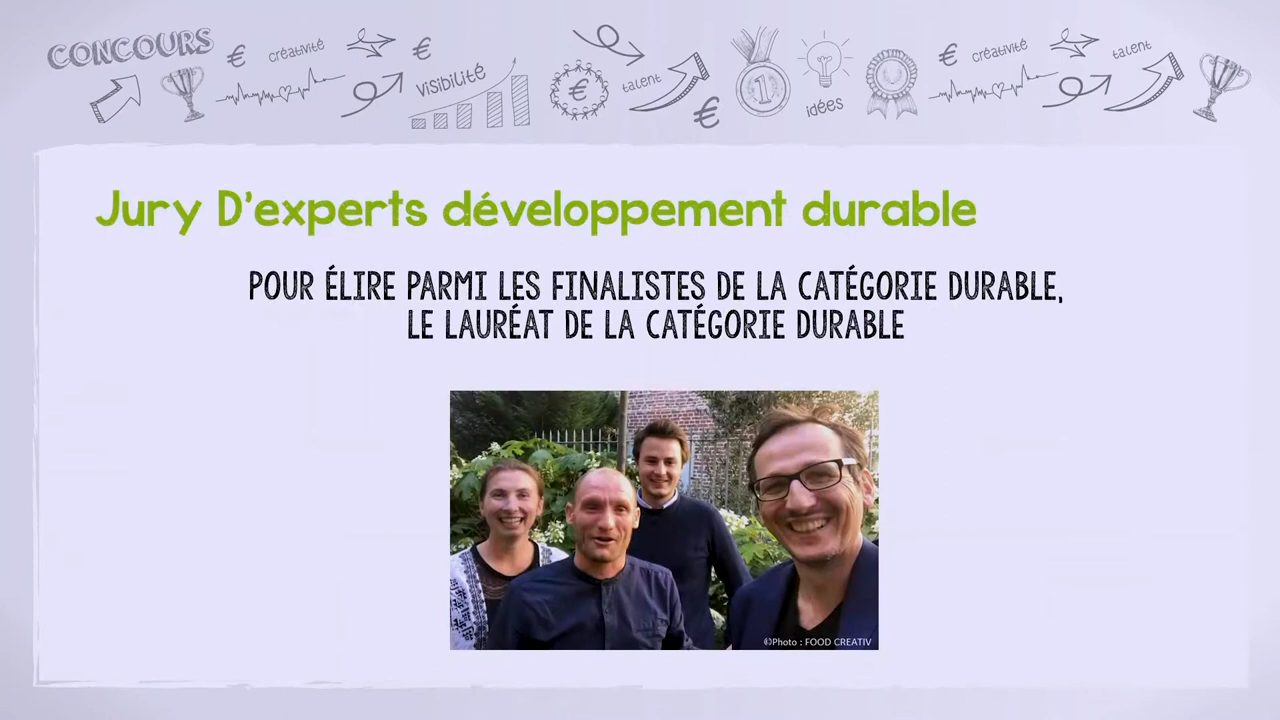 CONCOURS
€
créativité
€
visibilité
€
talent
€
1
idées
€
créativité
talent
Jury D'experts développement durable
POUR ÉLIRE PARMI LES FINALISTES DE LA CATÉGORIE DURABLE,
LE LAURÉAT DE LA CATÉGORIE DURABLE
©Photo : FOOD CREATIV